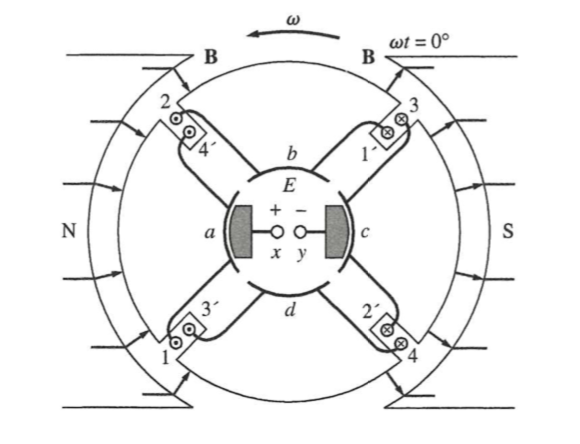 ω
B B ωt = 0°
2 3
4´ 1´
b
E
+ −
N a c S
x y
d
3´ 2´
1 4